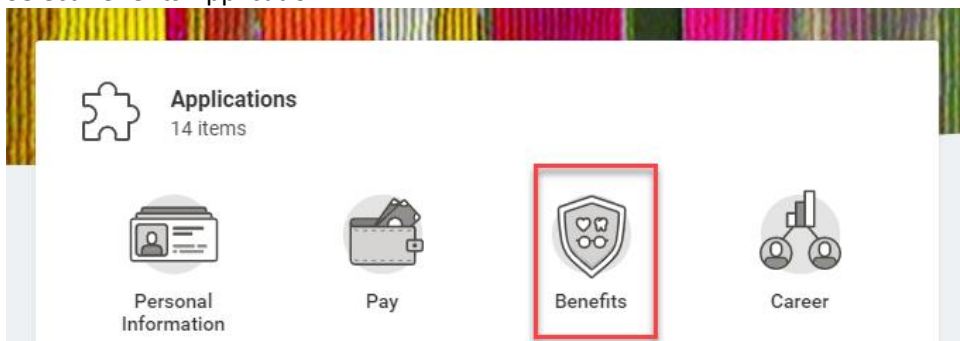 Applications
14 items
Personal
Information
Pay
Benefits
Career